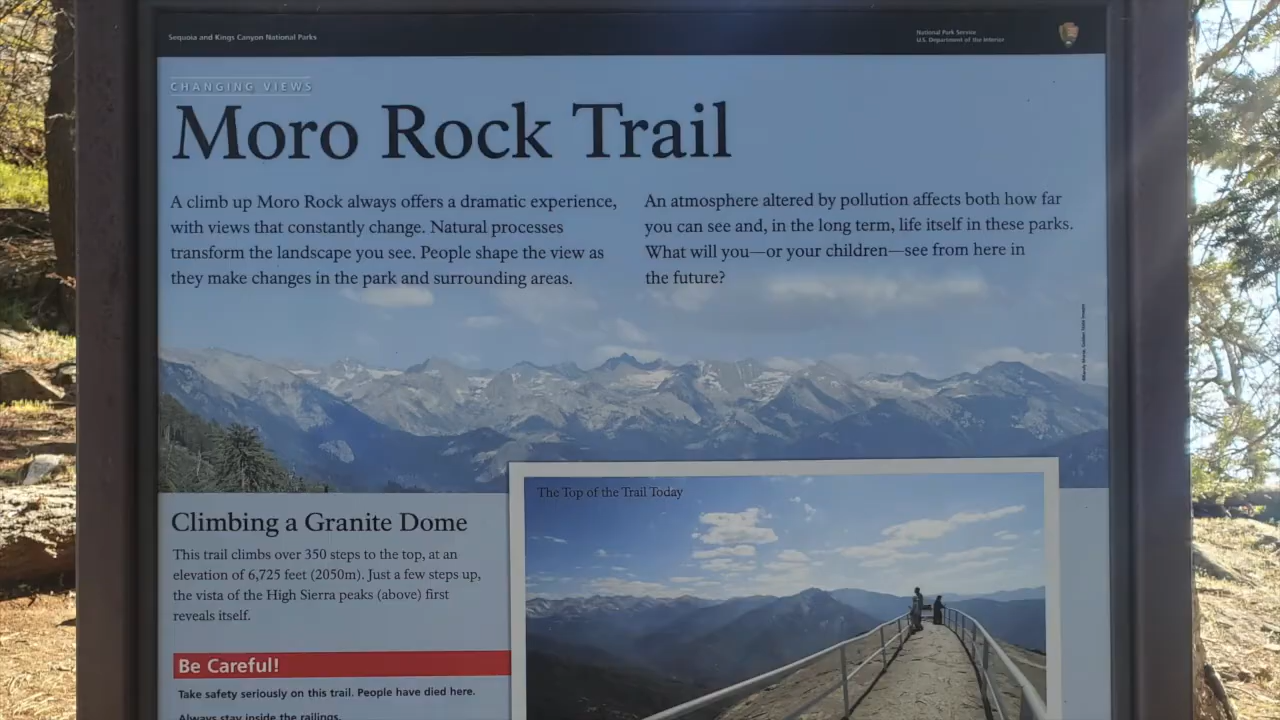 Sequoia and Kings Canyon National Parks
National Park Service
U.S. Department of the Interior
CHANGING VIEWS
Moro Rock Trail
A climb up Moro Rock always offers a dramatic experience,
with views that constantly change. Natural processes
transform the landscape you see. People shape the view as
they make changes in the park and surrounding areas.
An atmosphere altered by pollution affects both how far
you can see and, in the long term, life itself in these parks.
What will you—or your children—see from here in
the future?
Climbing a Granite Dome
This trail climbs over 350 steps to the top, at an
elevation of 6,725 feet (2050m). Just a few steps up,
the vista of the High Sierra peaks (above) first
reveals itself.
Be Careful!
Take safety seriously on this trail. People have died here.
Always stay inside the railings.
The Top of the Trail Today